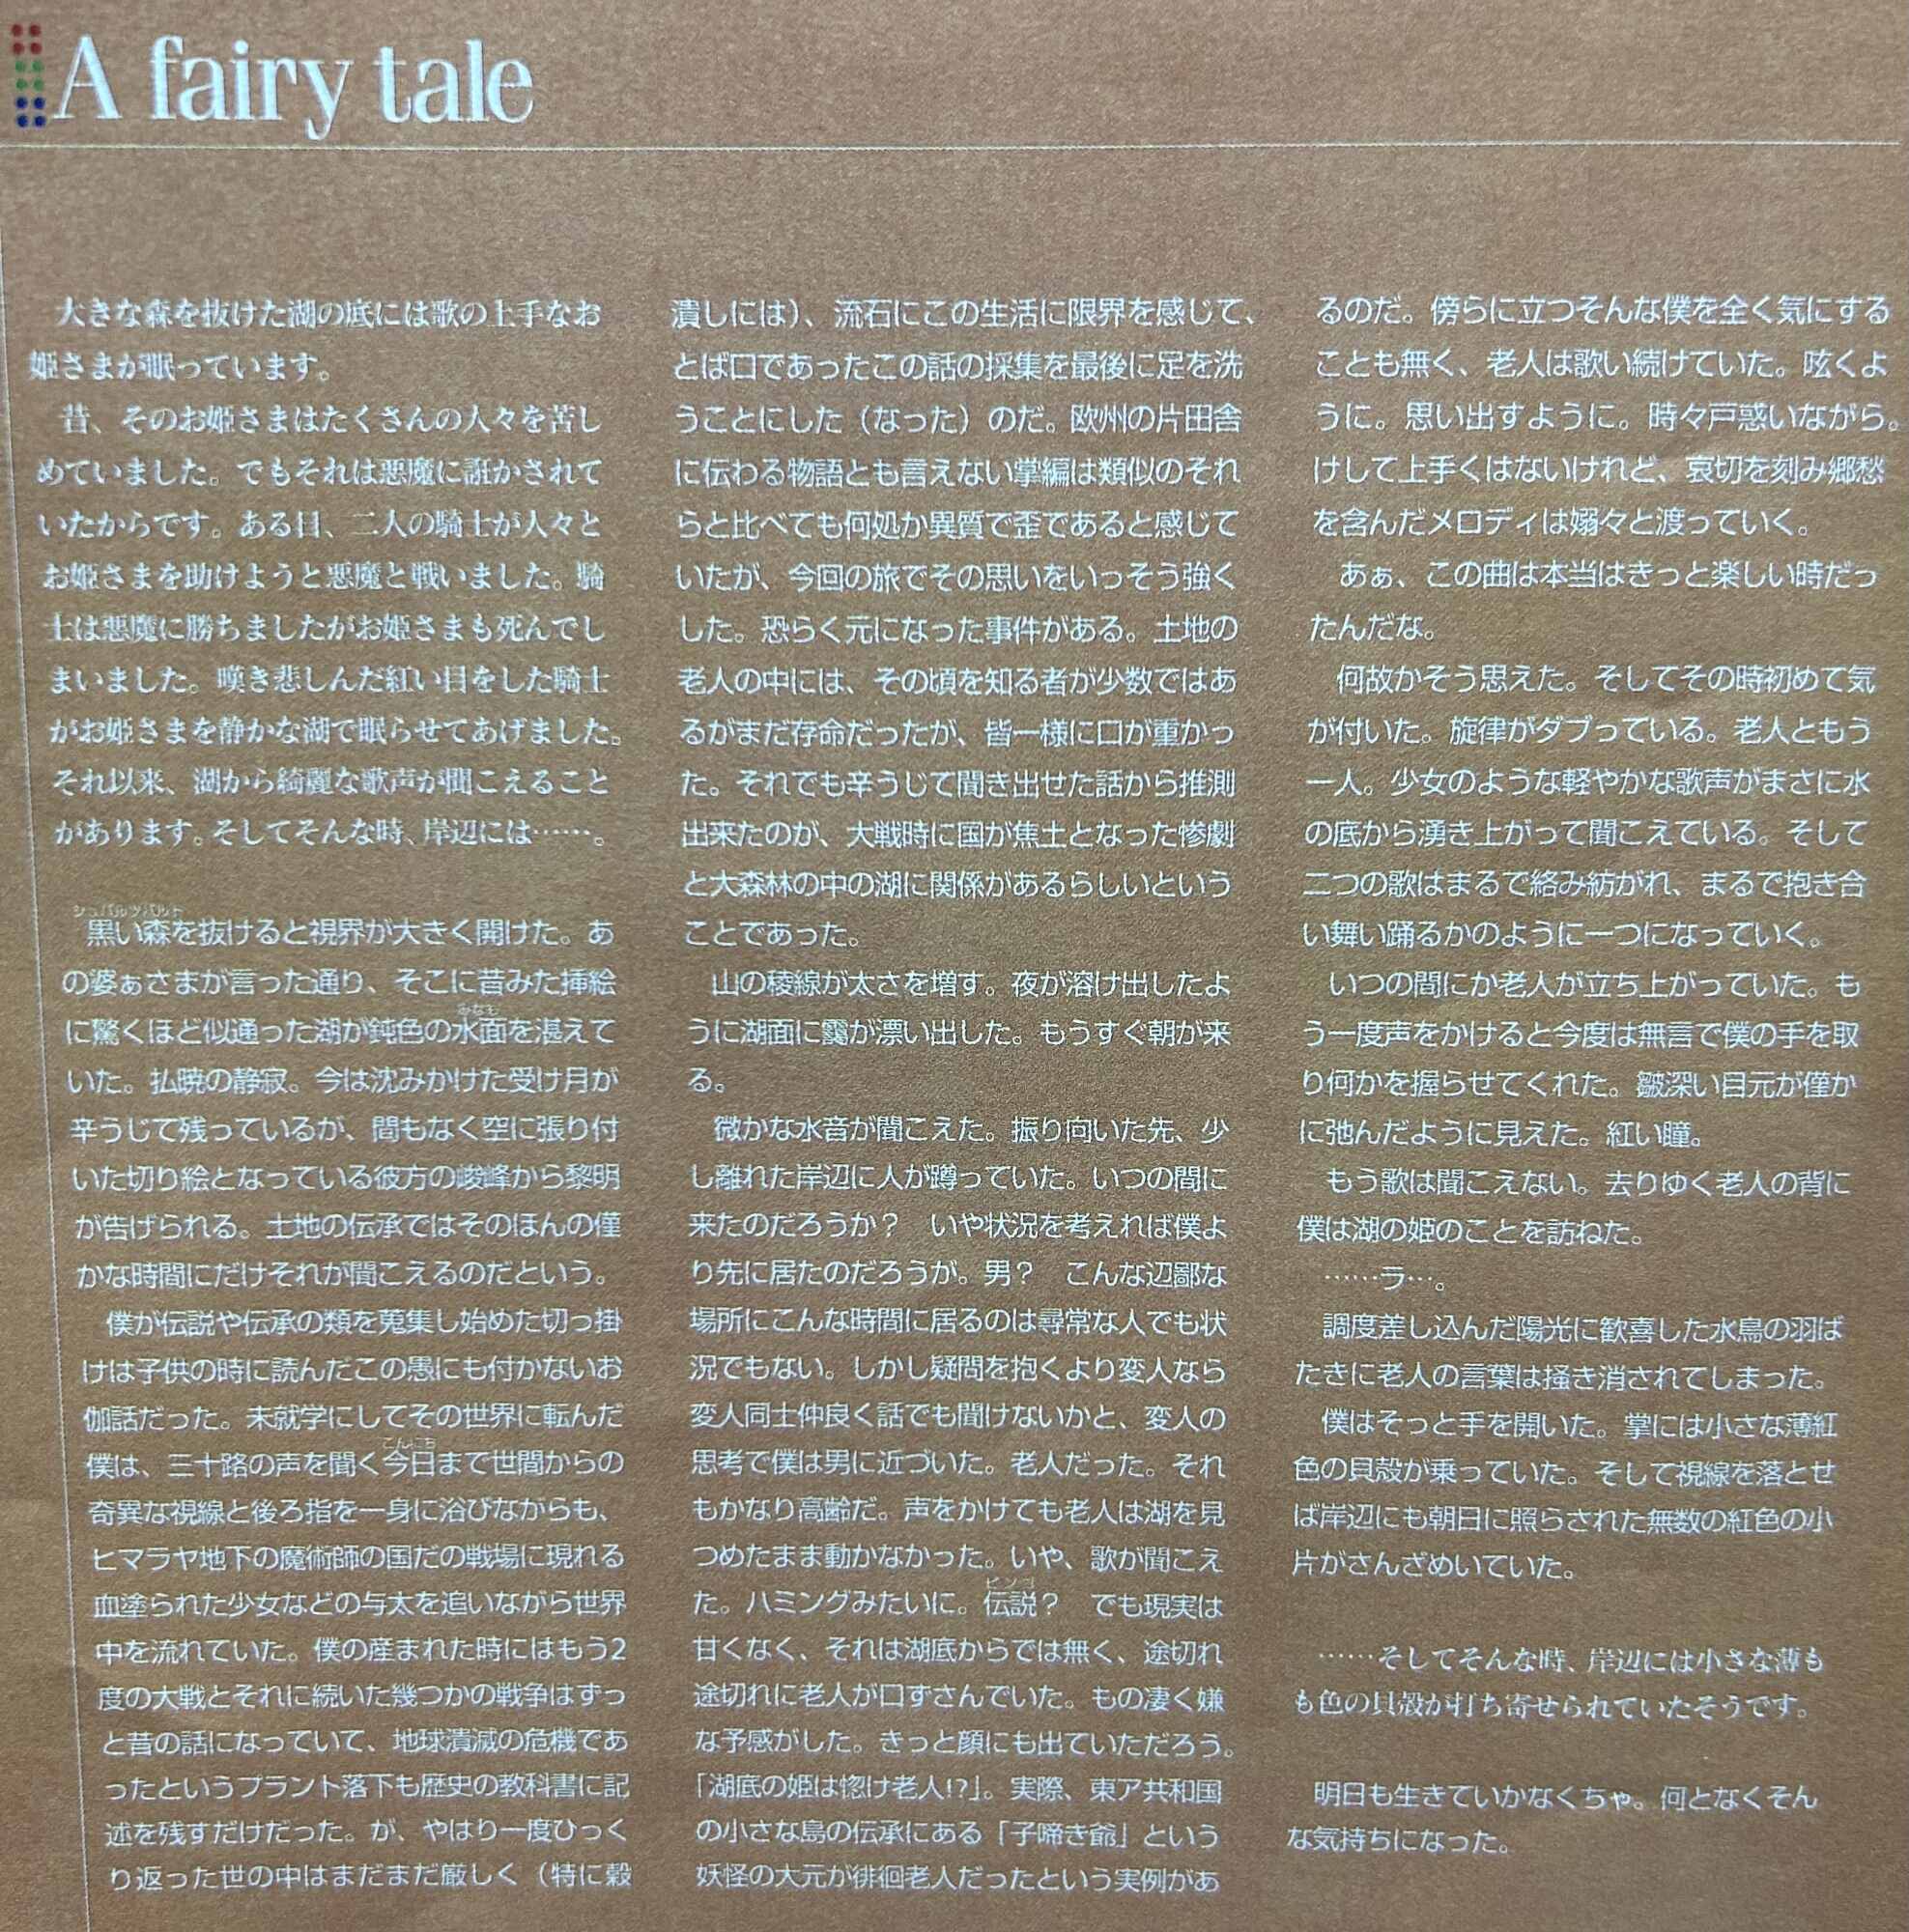 A fairy tale
大きな森を抜けた湖の底には歌の上手なお
姫さまが眠っています。
昔、そのお姫さまはたくさんの人々を苦し
めていました。でもそれは悪魔に誑かされて
いたからです。ある日、二人の騎士が人々と
お姫さまを助けようと悪魔と戦いました。騎
士は悪魔に勝ちましたがお姫さまも死んでし
まいました。嘆き悲しんだ紅い目をした騎士
がお姫さまを静かな湖で眠らせてあげました。
それ以来、湖から綺麗な歌声が聞こえること
があります。そしてそんな時、岸辺には……。
シュバルツバルト
黒い森を抜けると視界が大きく開けた。あ
の婆ぁさまが言った通り、そこに昔みた挿絵
みなも
に驚くほど似通った湖が鈍色の水面を湛えて
いた。払暁の静寂。今は沈みかけた受け月が
辛うじて残っているが、間もなく空に張り付
いた切り絵となっている彼方の峻峰から黎明
が告げられる。土地の伝承ではそのほんの僅
かな時間にだけそれが聞こえるのだという。
僕が伝説や伝承の類を蒐集し始めた切っ掛
けは子供の時に読んだこの愚にも付かないお
伽話だった。未就学にしてその世界に転んだ
こんにち
僕は、三十路の声を聞く今日まで世間からの
奇異な視線と後ろ指を一身に浴びながらも、
ヒマラヤ地下の魔術師の国だの戦場に現れる
血塗られた少女などの与太を追いながら世界
中を流れていた。僕の産まれた時にはもう2
度の大戦とそれに続いた幾つかの戦争はずっ
と昔の話になっていて、地球潰滅の危機であ
ったというプラント落下も歴史の教科書に記
述を残すだけだった。が、やはり一度ひっく
り返った世の中はまだまだ厳しく（特に穀
潰しには）、流石にこの生活に限界を感じて、
とば口であったこの話の採集を最後に足を洗
うことにした（なった）のだ。欧州の片田舎
に伝わる物語とも言えない掌編は類似のそれ
らと比べても何処か異質で歪であると感じて
いたが、今回の旅でその思いをいっそう強く
した。恐らく元になった事件がある。土地の
老人の中には、その頃を知る者が少数ではあ
るがまだ存命だったが、皆一様に口が重かっ
た。それでも辛うじて聞き出せた話から推測
出来たのが、大戦時に国が焦土となった惨劇
と大森林の中の湖に関係があるらしいという
ことであった。
山の稜線が太さを増す。夜が溶け出したよ
うに湖面に靄が漂い出した。もうすぐ朝が来
る。
微かな水音が聞こえた。振り向いた先、少
し離れた岸辺に人が蹲っていた。いつの間に
来たのだろうか？　いや状況を考えれば僕よ
り先に居たのだろうが。男？　こんな辺鄙な
場所にこんな時間に居るのは尋常な人でも状
況でもない。しかし疑問を抱くより変人なら
変人同士仲良く話でも聞けないかと、変人の
思考で僕は男に近づいた。老人だった。それ
もかなり高齢だ。声をかけても老人は湖を見
つめたまま動かなかった。いや、歌が聞こえ
ビンゴ
た。ハミングみたいに。伝説？　でも現実は
甘くなく、それは湖底からでは無く、途切れ
途切れに老人が口ずさんでいた。もの凄く嫌
な予感がした。きっと顔にも出ていただろう。
「湖底の姫は惚け老人!?」。実際、東ア共和国
の小さな島の伝承にある「子啼き爺」という
妖怪の大元が徘徊老人だったという実例があ
るのだ。傍らに立つそんな僕を全く気にする
ことも無く、老人は歌い続けていた。呟くよ
うに。思い出すように。時々戸惑いながら。
けして上手くはないけれど、哀切を刻み郷愁
を含んだメロディは嫋々と渡っていく。
あぁ、この曲は本当はきっと楽しい時だっ
たんだな。
何故かそう思えた。そしてその時初めて気
が付いた。旋律がダブっている。老人ともう
一人。少女のような軽やかな歌声がまさに水
の底から湧き上がって聞こえている。そして
二つの歌はまるで絡み紡がれ、まるで抱き合
い舞い踊るかのように一つになっていく。
いつの間にか老人が立ち上がっていた。も
う一度声をかけると今度は無言で僕の手を取
り何かを握らせてくれた。皺深い目元が僅か
に弛んだように見えた。紅い瞳。
もう歌は聞こえない。去りゆく老人の背に
僕は湖の姫のことを訪ねた。
……ラ…。
調度差し込んだ陽光に歓喜した水鳥の羽ば
たきに老人の言葉は掻き消されてしまった。
僕はそっと手を開いた。掌には小さな薄紅
色の貝殻が乗っていた。そして視線を落とせ
ば岸辺にも朝日に照らされた無数の紅色の小
片がさんざめいていた。
……そしてそんな時、岸辺には小さな薄も
も色の貝殻が打ち寄せられていたそうです。
明日も生きていかなくちゃ。何となくそん
な気持ちになった。